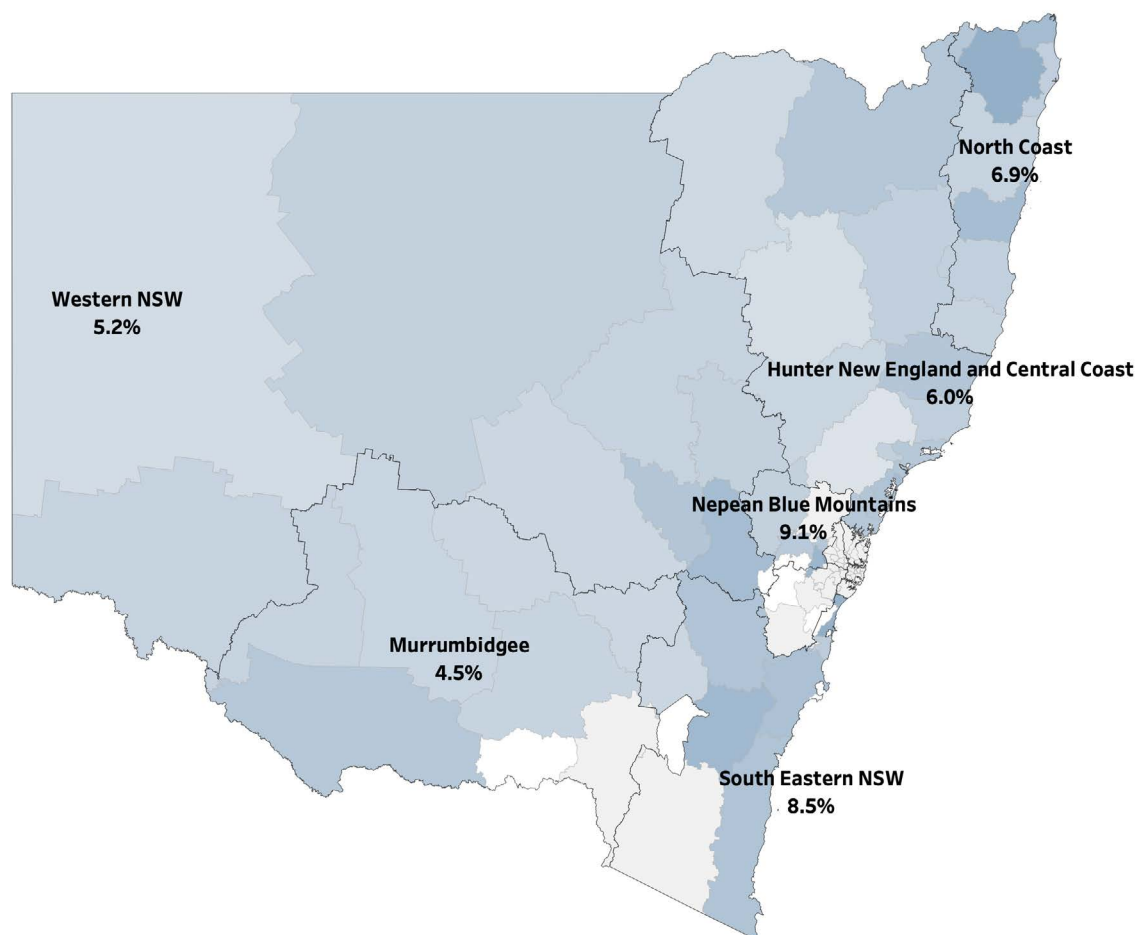 North Coast
6.9%
Western NSW
5.2%
Hunter New England and Central Coast
6.0%
Nepean Blue Mountains
9.1%
Murrumbidgee
4.5%
South Eastern NSW
8.5%